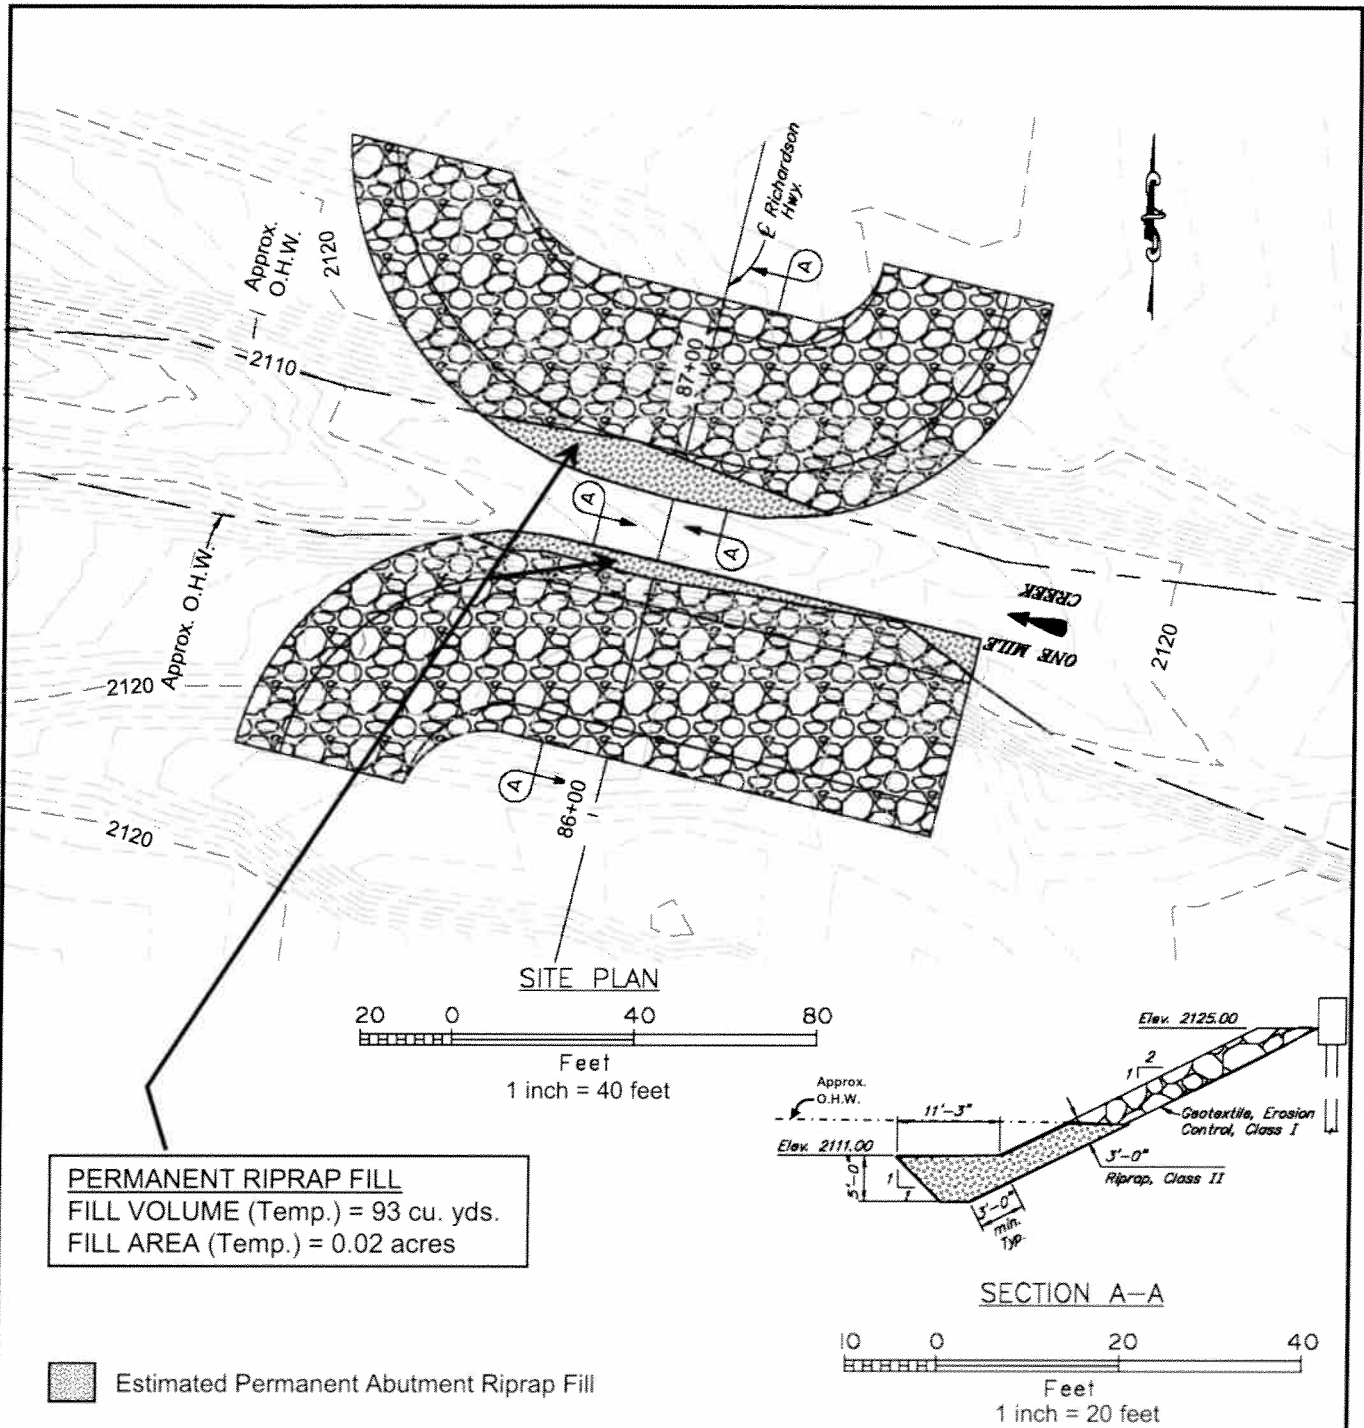 Approx.
O.H.W.
2120
2110
℄ Richardson
Hwy.
A
87+00
A
A
Approx. O.H.W.
ONE MILE
CREEK
2120
2120
A
86+00
2120
SITE PLAN
20 0 40 80
Feet
1 inch = 40 feet
PERMANENT RIPRAP FILL
FILL VOLUME (Temp.) = 93 cu. yds.
FILL AREA (Temp.) = 0.02 acres
Elev. 2125.00
2
1
Approx.
O.H.W.
11'-3"
Geotextile, Erosion
Control, Class I
Elev. 2111.00
3'-0"
Riprap, Class II
1
1
3'-0"
min.
Typ.
SECTION A-A
10 0 20 40
Feet
1 inch = 20 feet
Estimated Permanent Abutment Riprap Fill